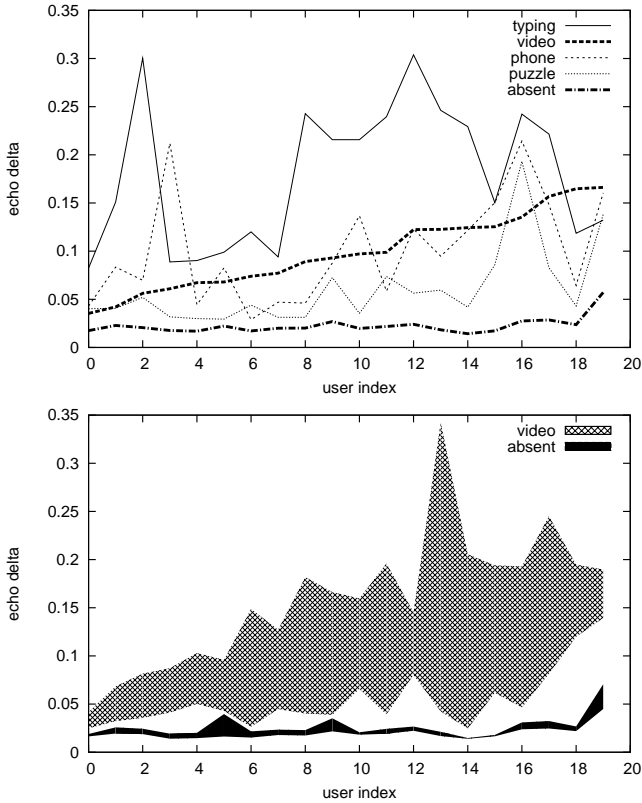 0.35
0.3
0.25
0.2
0.15
0.1
0.05
0
echo delta
typing
video
phone
puzzle
absent
0 2 4 6 8 10 12 14 16 18 20
user index
0.35
0.3
0.25
0.2
0.15
0.1
0.05
0
echo delta
video
absent
0 2 4 6 8 10 12 14 16 18 20
user index